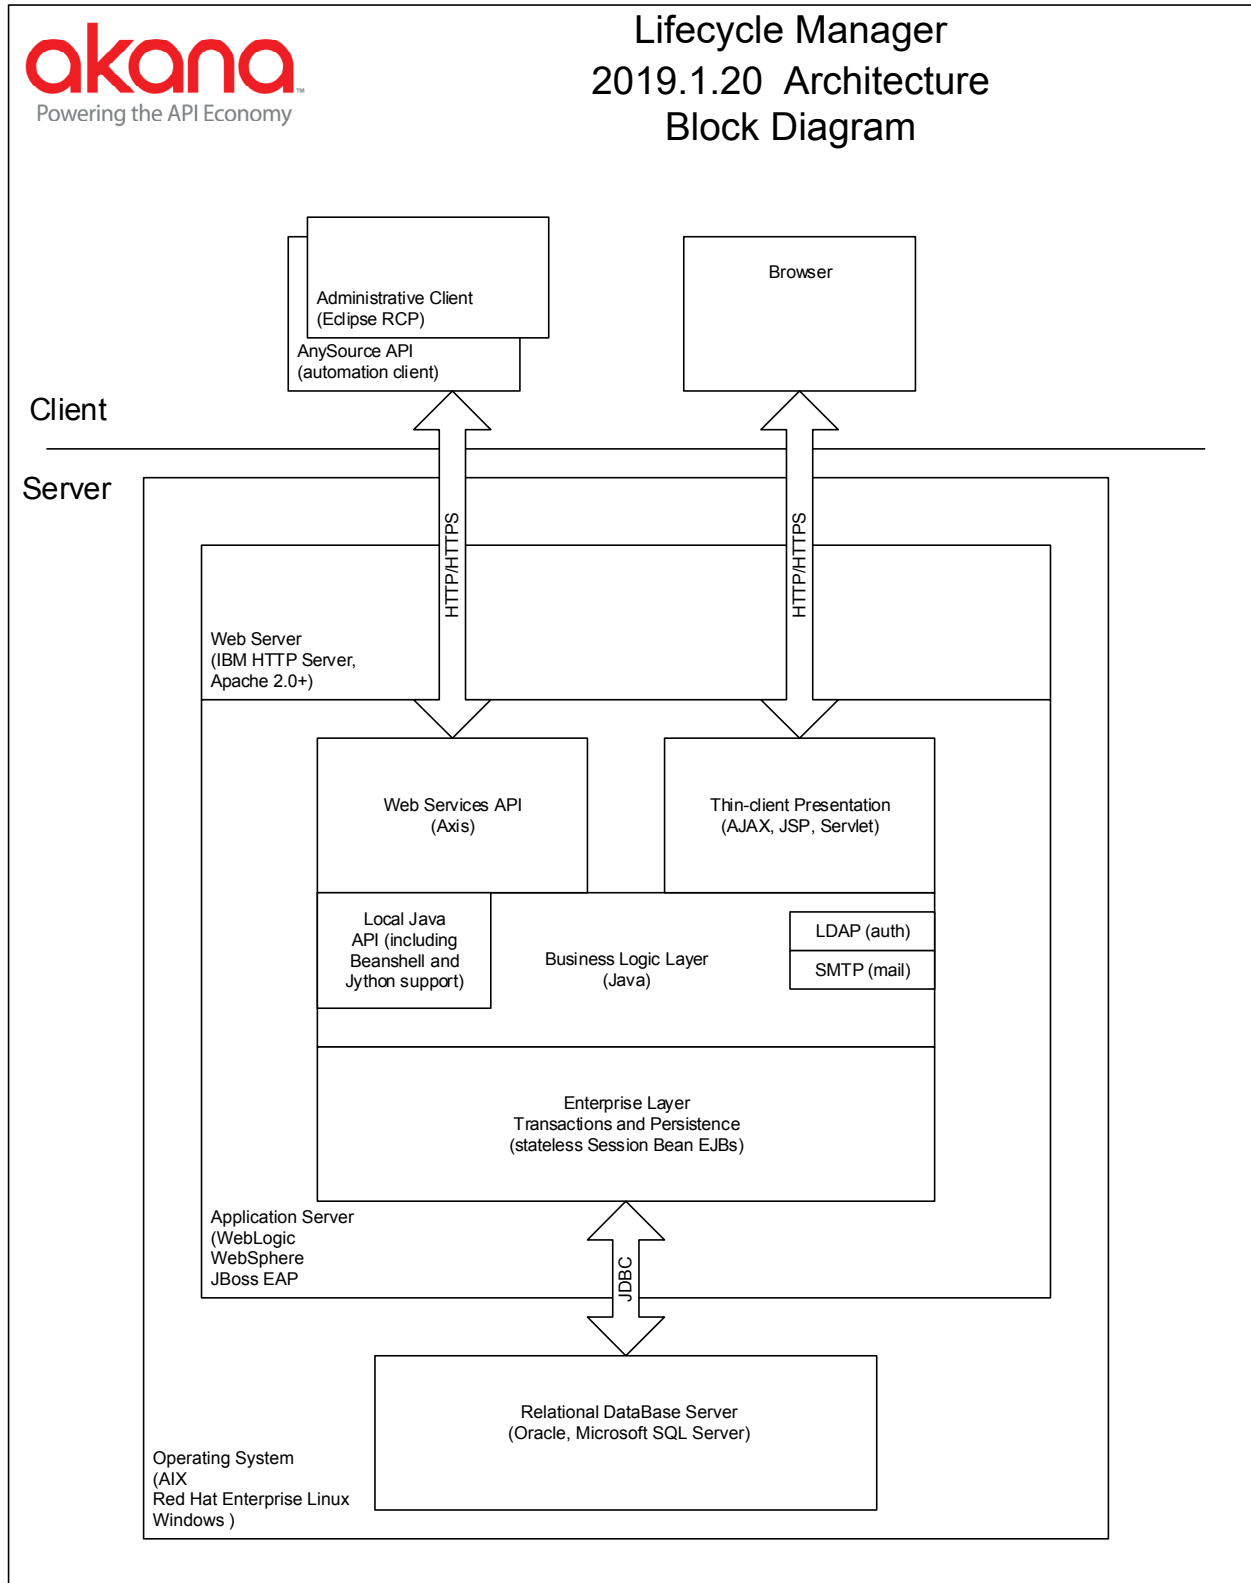 akana™
Powering the API Economy
Lifecycle Manager
2019.1.20 Architecture
Block Diagram
Administrative Client
(Eclipse RCP)
AnySource API
(automation client)
Browser
Client
Server
HTTP/HTTPS
HTTP/HTTPS
Web Server
(IBM HTTP Server,
Apache 2.0+)
Web Services API
(Axis)
Thin-client Presentation
(AJAX, JSP, Servlet)
Local Java
API (including
Beanshell and
Jython support)
Business Logic Layer
(Java)
LDAP (auth)
SMTP (mail)
Enterprise Layer
Transactions and Persistence
(stateless Session Bean EJBs)
Application Server
(WebLogic
WebSphere
JBoss EAP
JDBC
Relational DataBase Server
(Oracle, Microsoft SQL Server)
Operating System
(AIX
Red Hat Enterprise Linux
Windows )